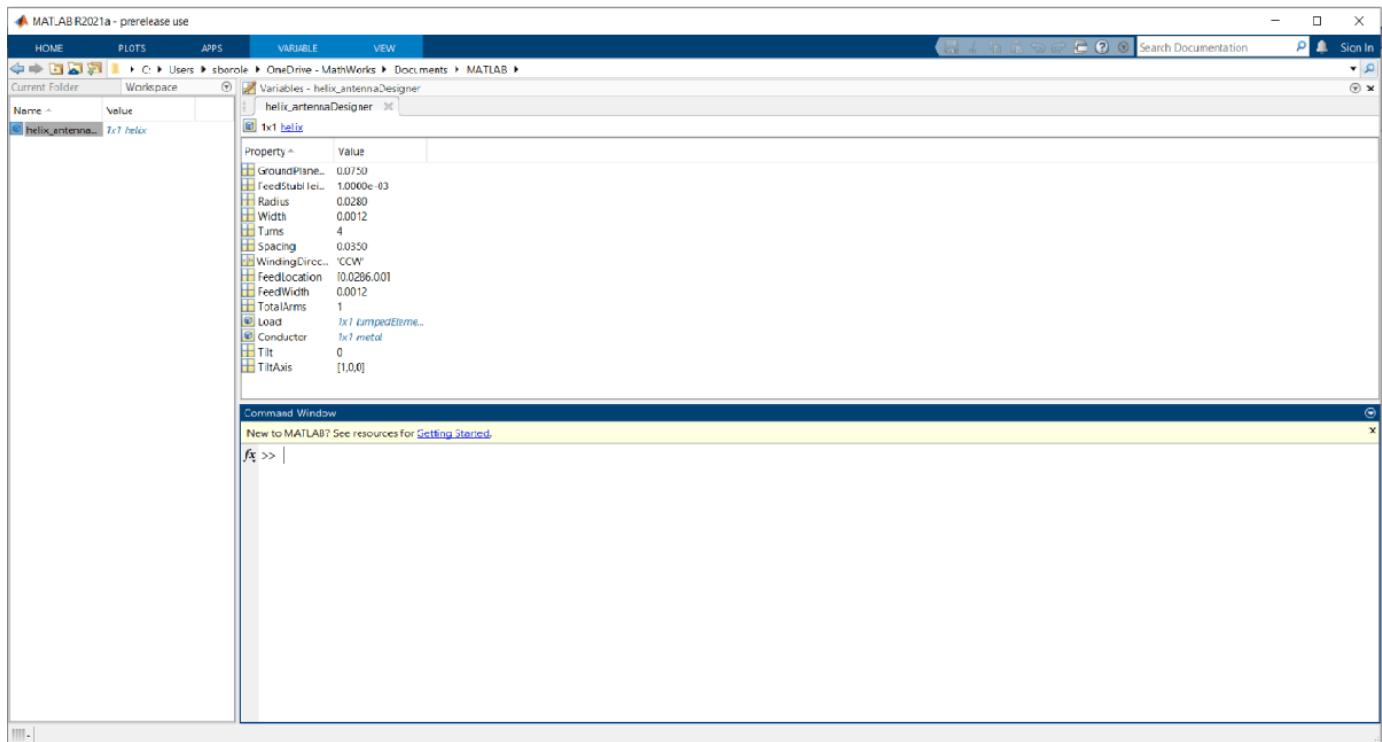 MATLAB R2021a - prerelease use
HOME PLOTS APPS VARIABLE VIEW Search Documentation Sign In
C: Users sborole OneDrive - MathWorks Documents MATLAB
Current Folder Workspace Variables - helix_antennaDesigner
Name Value helix_antennaDesigner
helix_antenna... 1x1 helix 1x1 helix
Property Value
GroundPlane... 0.0750
FeedStubHei... 1.0000e-03
Radius 0.0280
Width 0.0012
Turns 4
Spacing 0.0350
WindingDirec... 'CCW'
FeedLocation [0.0286,0,0]
FeedWidth 0.0012
TotalArms 1
Load 1x1 lumpedEleme...
Conductor 1x1 metal
Tilt 0
TiltAxis [1,0,0]
Command Window
New to MATLAB? See resources for Getting Started.
fx >>